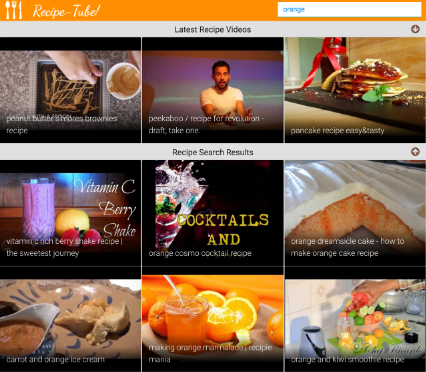 Recipe-Tube!
orange
Latest Recipe Videos
peanut butter s'mores brownies
recipe
peekaboo / recipe for revolution -
draft, take one.
pancake recipe easy&tasty
Recipe Search Results
Vitamin C
Berry
Shake
vitamin c rich berry shake recipe |
the sweetest journey
COCKTAILS
AND
orange cosmo cocktail recipe
orange dreamsicle cake - how to
make orange cake recipe
carrot and orange ice cream
making orange marmalade | recipie
mania
orange and kiwi smoothie recipe